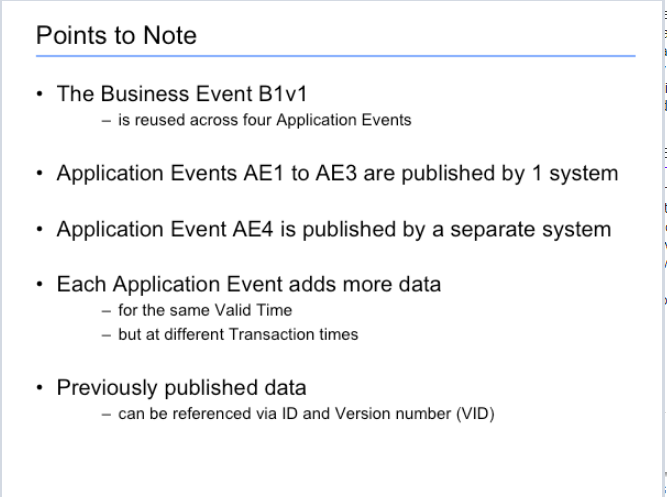 Points to Note
• The Business Event B1v1
– is reused across four Application Events
• Application Events AE1 to AE3 are published by 1 system
• Application Event AE4 is published by a separate system
• Each Application Event adds more data
– for the same Valid Time
– but at different Transaction times
• Previously published data
– can be referenced via ID and Version number (VID)